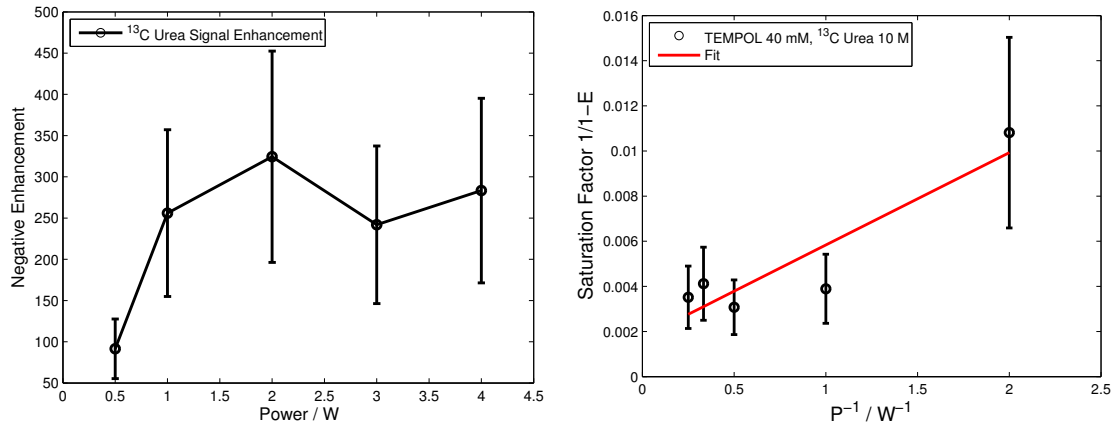 ¹³C Urea Signal Enhancement
500
450
400
350
300
250
200
150
100
50
Negative Enhancement
0 0.5 1 1.5 2 2.5 3 3.5 4 4.5
Power / W
TEMPOL 40 mM, ¹³C Urea 10 M
Fit
0.016
0.014
0.012
0.01
0.008
0.006
0.004
0.002
0
Saturation Factor 1/1−E
0 0.5 1 1.5 2 2.5
P⁻¹ / W⁻¹